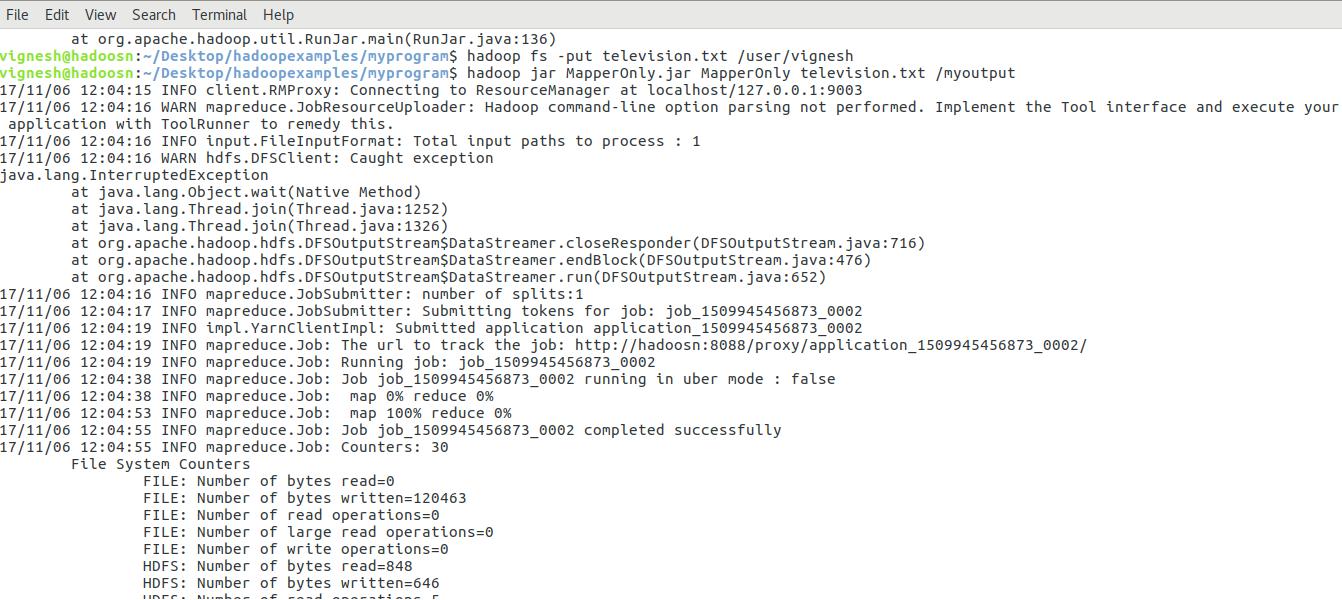 File Edit View Search Terminal Help
at org.apache.hadoop.util.RunJar.main(RunJar.java:136)
vignesh@hadoosn:~/Desktop/hadoopexamples/myprogram$ hadoop fs -put television.txt /user/vignesh
vignesh@hadoosn:~/Desktop/hadoopexamples/myprogram$ hadoop jar MapperOnly.jar MapperOnly television.txt /myoutput
17/11/06 12:04:15 INFO client.RMProxy: Connecting to ResourceManager at localhost/127.0.0.1:9003
17/11/06 12:04:16 WARN mapreduce.JobResourceUploader: Hadoop command-line option parsing not performed. Implement the Tool interface and execute your
application with ToolRunner to remedy this.
17/11/06 12:04:16 INFO input.FileInputFormat: Total input paths to process : 1
17/11/06 12:04:16 WARN hdfs.DFSClient: Caught exception
java.lang.InterruptedException
at java.lang.Object.wait(Native Method)
at java.lang.Thread.join(Thread.java:1252)
at java.lang.Thread.join(Thread.java:1326)
at org.apache.hadoop.hdfs.DFSOutputStream$DataStreamer.closeResponder(DFSOutputStream.java:716)
at org.apache.hadoop.hdfs.DFSOutputStream$DataStreamer.endBlock(DFSOutputStream.java:476)
at org.apache.hadoop.hdfs.DFSOutputStream$DataStreamer.run(DFSOutputStream.java:652)
17/11/06 12:04:16 INFO mapreduce.JobSubmitter: number of splits:1
17/11/06 12:04:17 INFO mapreduce.JobSubmitter: Submitting tokens for job: job_1509945456873_0002
17/11/06 12:04:19 INFO impl.YarnClientImpl: Submitted application application_1509945456873_0002
17/11/06 12:04:19 INFO mapreduce.Job: The url to track the job: http://hadoosn:8088/proxy/application_1509945456873_0002/
17/11/06 12:04:19 INFO mapreduce.Job: Running job: job_1509945456873_0002
17/11/06 12:04:38 INFO mapreduce.Job: Job job_1509945456873_0002 running in uber mode : false
17/11/06 12:04:38 INFO mapreduce.Job:  map 0% reduce 0%
17/11/06 12:04:53 INFO mapreduce.Job:  map 100% reduce 0%
17/11/06 12:04:55 INFO mapreduce.Job: Job job_1509945456873_0002 completed successfully
17/11/06 12:04:55 INFO mapreduce.Job: Counters: 30
File System Counters
FILE: Number of bytes read=0
FILE: Number of bytes written=120463
FILE: Number of read operations=0
FILE: Number of large read operations=0
FILE: Number of write operations=0
HDFS: Number of bytes read=848
HDFS: Number of bytes written=646
HDFS: Number of read operations=5